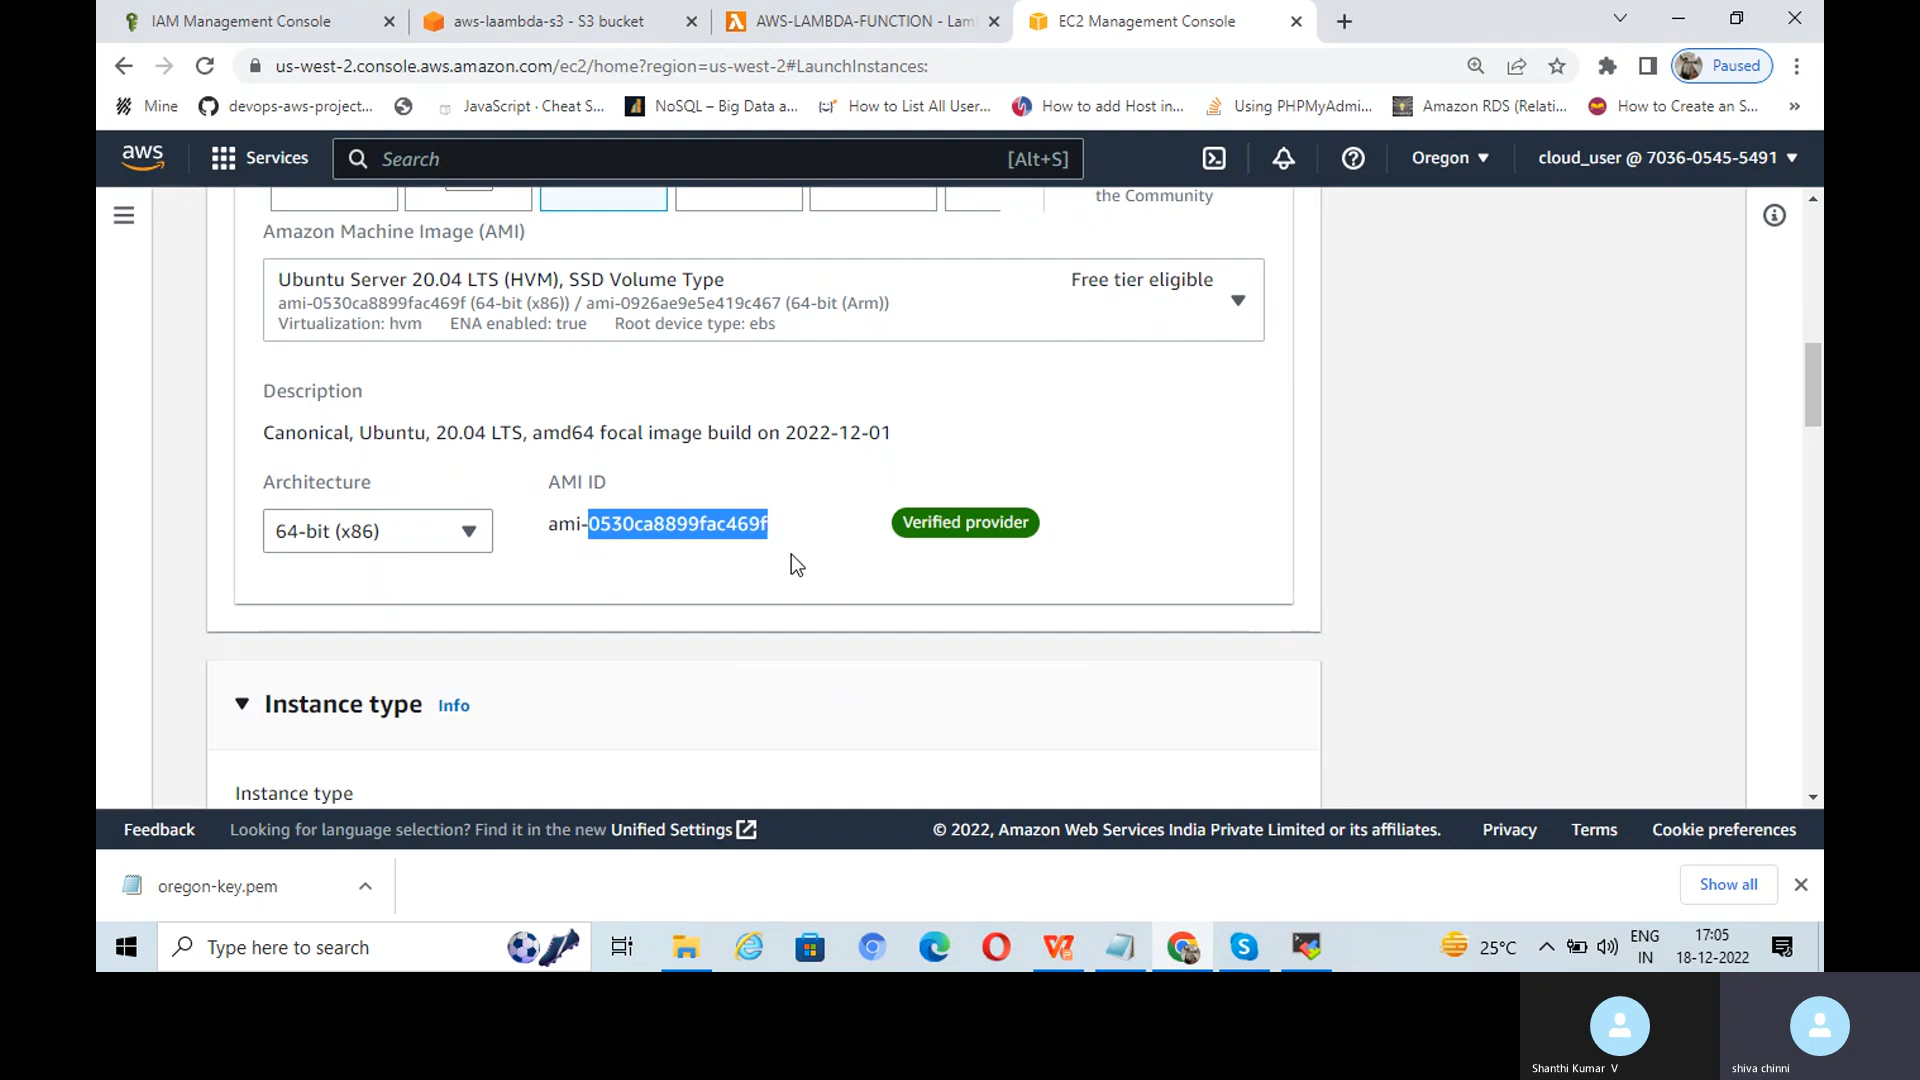 IAM Management Console
aws-laambda-s3 - S3 bucket
AWS-LAMBDA-FUNCTION - Lam
EC2 Management Console
us-west-2.console.aws.amazon.com/ec2/home?region=us-west-2#LaunchInstances:
Paused
Mine
devops-aws-project...
JavaScript · Cheat S...
NoSQL – Big Data a...
How to List All User...
How to add Host in...
Using PHPMyAdmi...
Amazon RDS (Relati...
How to Create an S...
»
aws
Services
Search
[Alt+S]
Oregon
cloud_user @ 7036-0545-5491
the Community
Amazon Machine Image (AMI)
Ubuntu Server 20.04 LTS (HVM), SSD Volume Type
Free tier eligible
ami-0530ca8899fac469f (64-bit (x86)) / ami-0926ae9e5e419c467 (64-bit (Arm))
Virtualization: hvm ENA enabled: true Root device type: ebs
Description
Canonical, Ubuntu, 20.04 LTS, amd64 focal image build on 2022-12-01
Architecture
AMI ID
64-bit (x86)
ami-0530ca8899fac469f
Verified provider
Instance type Info
Instance type
Feedback
Looking for language selection? Find it in the new Unified Settings
© 2022, Amazon Web Services India Private Limited or its affiliates.
Privacy
Terms
Cookie preferences
oregon-key.pem
Show all
Type here to search
25°C
ENG
IN
17:05
18-12-2022
Shanthi Kumar V
shiva chinni